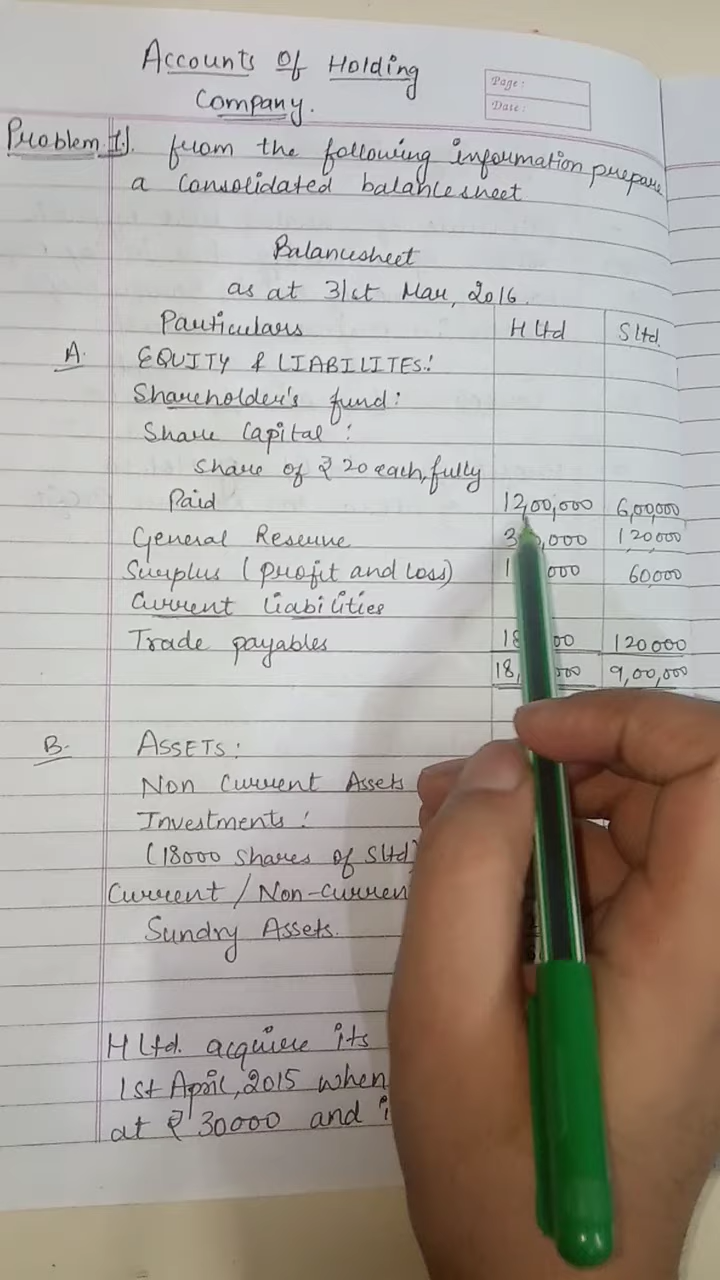 Accounts Of Holding
Company.
Page:
Date:
Problem 1). From the following information prepare
a Consolidated balancesheet
Balancesheet
as at 31st Mar, 2016.
Particulars H Ltd S Ltd.
A. EQUITY & LIABILITES:
Shareholder's fund:
Share Capital:
Share of ₹20 each, fully
Paid 12,00,000 6,00,000
General Reserve 120,000
Surplus (profit and loss) 60,000
Current liabilities
Trade payables 120000
9,00,000
B. ASSETS:
Non Current Assets
Investments:
(18000 Shares of S Ltd)
Current / Non-curren
Sundry Assets.
H Ltd. acquire its
1st April, 2015 when
at ₹30000 and